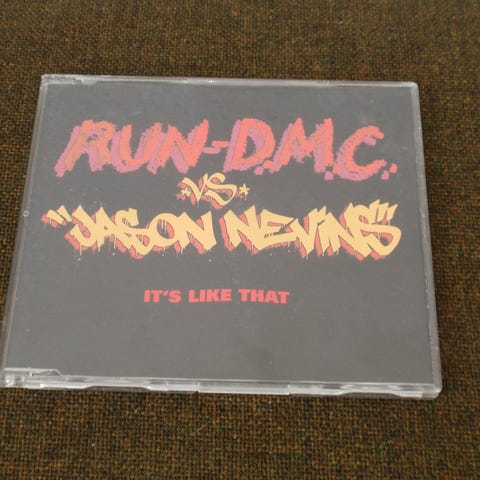 RUN-D.M.C.
*VS*
"JASON NEVINS"
IT'S LIKE THAT